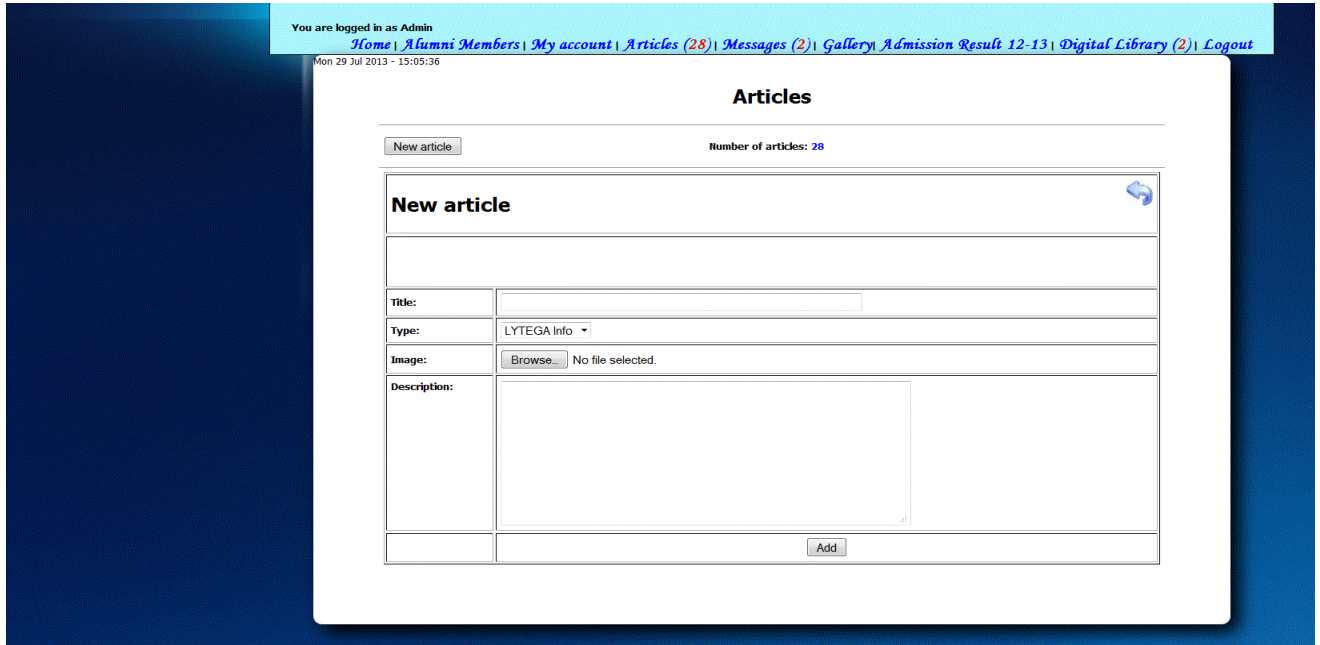 You are logged in as Admin
Home | Alumni Members | My account | Articles (28) | Messages (2) | Gallery| Admission Result 12-13 | Digital Library (2) | Logout
Mon 29 Jul 2013 - 15:05:36
Articles
New article Number of articles: 28
New article
Title:
Type: LYTEGA Info
Image: Browse... No file selected.
Description:
Add